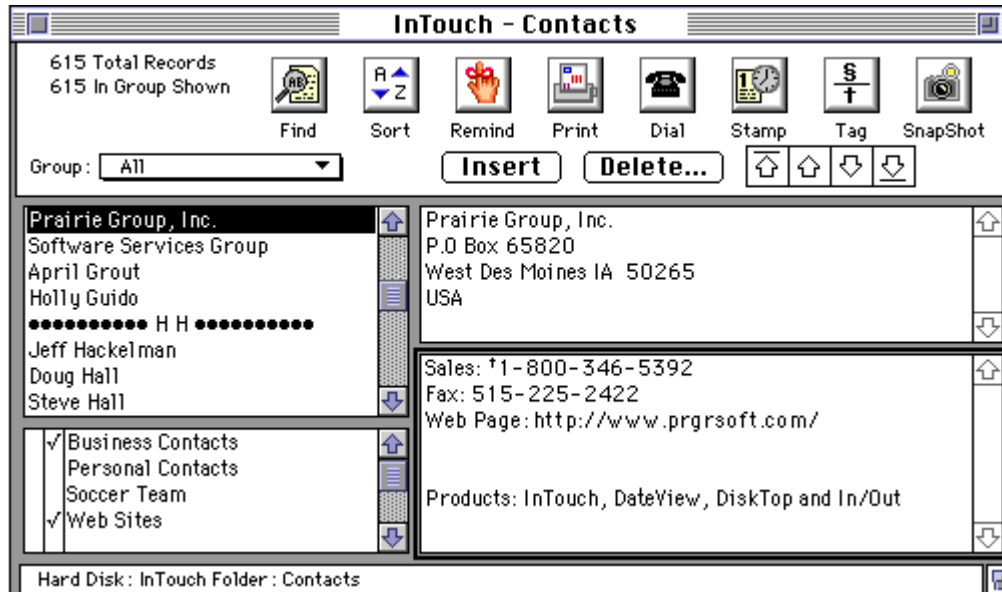 InTouch - Contacts
615 Total Records
615 In Group Shown
Find
Sort
Remind
Print
Dial
Stamp
Tag
SnapShot
Group: All
Insert
Delete...
Prairie Group, Inc.
Software Services Group
April Grout
Holly Guido
●●●●●●●●●● H H ●●●●●●●●●●
Jeff Hackelman
Doug Hall
Steve Hall
Prairie Group, Inc.
P.O Box 65820
West Des Moines IA 50265
USA
√ Business Contacts
Personal Contacts
Soccer Team
√ Web Sites
Sales: †1-800-346-5392
Fax: 515-225-2422
Web Page: http://www.prgrsoft.com/
Products: InTouch, DateView, DiskTop and In/Out
Hard Disk: InTouch Folder: Contacts